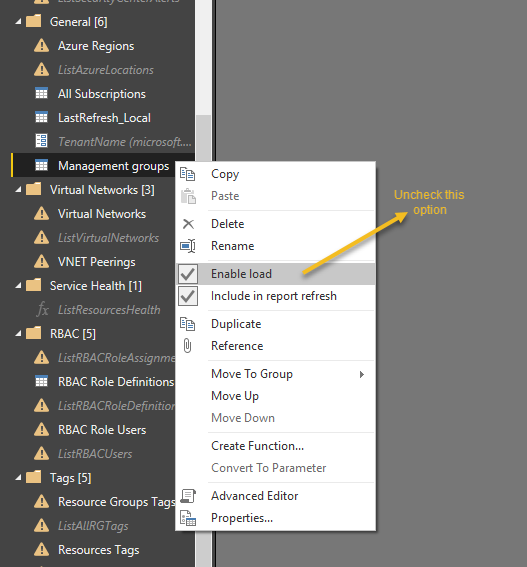 ListSecurityCenterAlerts
General [6]
Azure Regions
ListAzureLocations
All Subscriptions
LastRefresh_Local
TenantName (microsoft....
Management groups
Virtual Networks [3]
Virtual Networks
ListVirtualNetworks
VNET Peerings
Service Health [1]
fx ListResourcesHealth
RBAC [5]
ListRBACRoleAssignme
RBAC Role Definitions
ListRBACRoleDefinition
RBAC Role Users
ListRBACUsers
Tags [5]
Resource Groups Tags
ListAllRGTags
Resources Tags
Copy
Paste
Delete
Rename
Enable load
Include in report refresh
Duplicate
Reference
Move To Group
Move Up
Move Down
Create Function...
Convert To Parameter
Advanced Editor
Properties...
Uncheck this
option